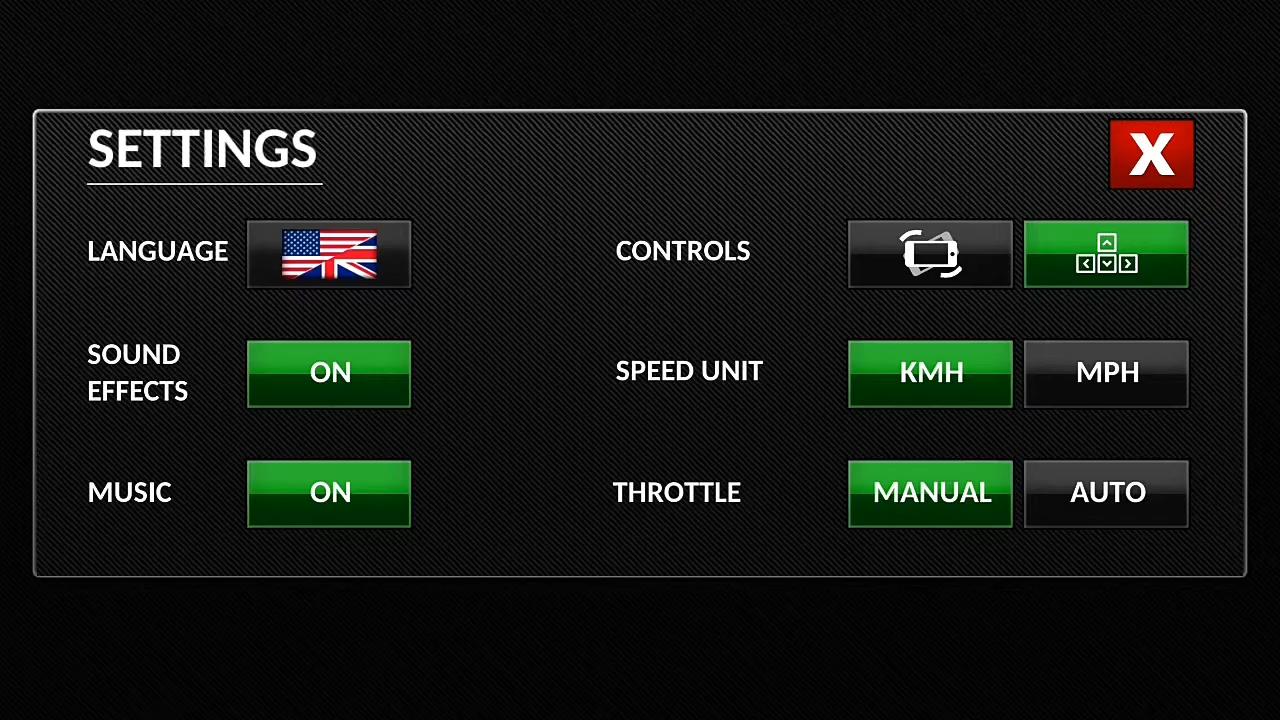 SETTINGS
X
LANGUAGE
CONTROLS
SOUND
EFFECTS
ON
SPEED UNIT
KMH
MPH
MUSIC
ON
THROTTLE
MANUAL
AUTO